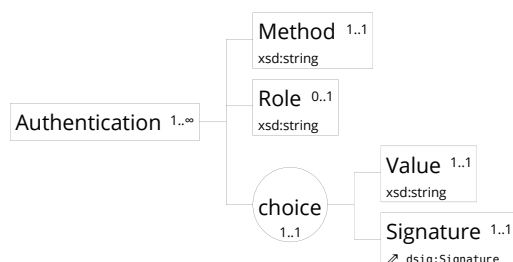 Method 1..1
xsd:string
Role 0..1
xsd:string
Authentication 1..∞
choice
1..1
Value 1..1
xsd:string
Signature 1..1
dsig:Signature